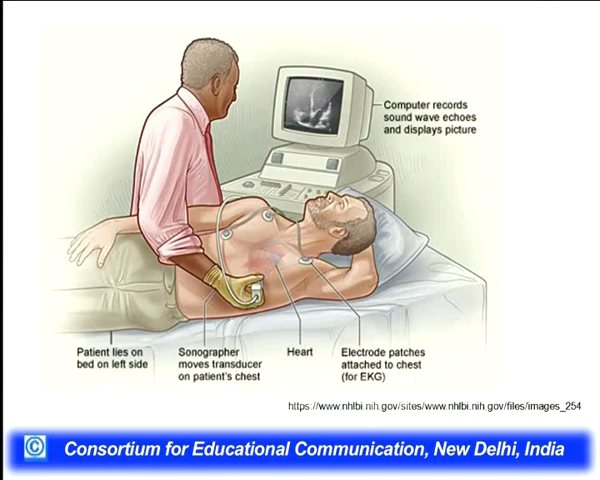 Computer records
sound wave echoes
and displays picture
Patient lies on
bed on left side
Sonographer
moves transducer
on patient's chest
Heart
Electrode patches
attached to chest
(for EKG)
https://www.nhlbi.nih.gov/sites/www.nhlbi.nih.gov/files/images_254
© Consortium for Educational Communication, New Delhi, India